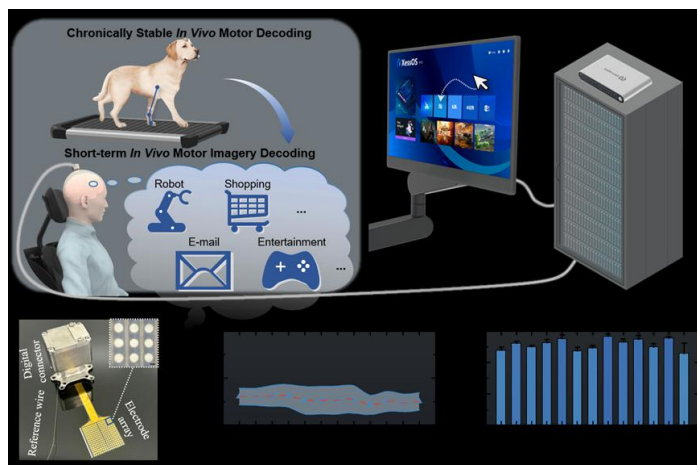 Chronically Stable In Vivo Motor Decoding
Short-term In Vivo Motor Imagery Decoding
Robot
Shopping
...
E-mail
Entertainment
...
XessOS
Digital
connector
Reference wire
Electrode
array